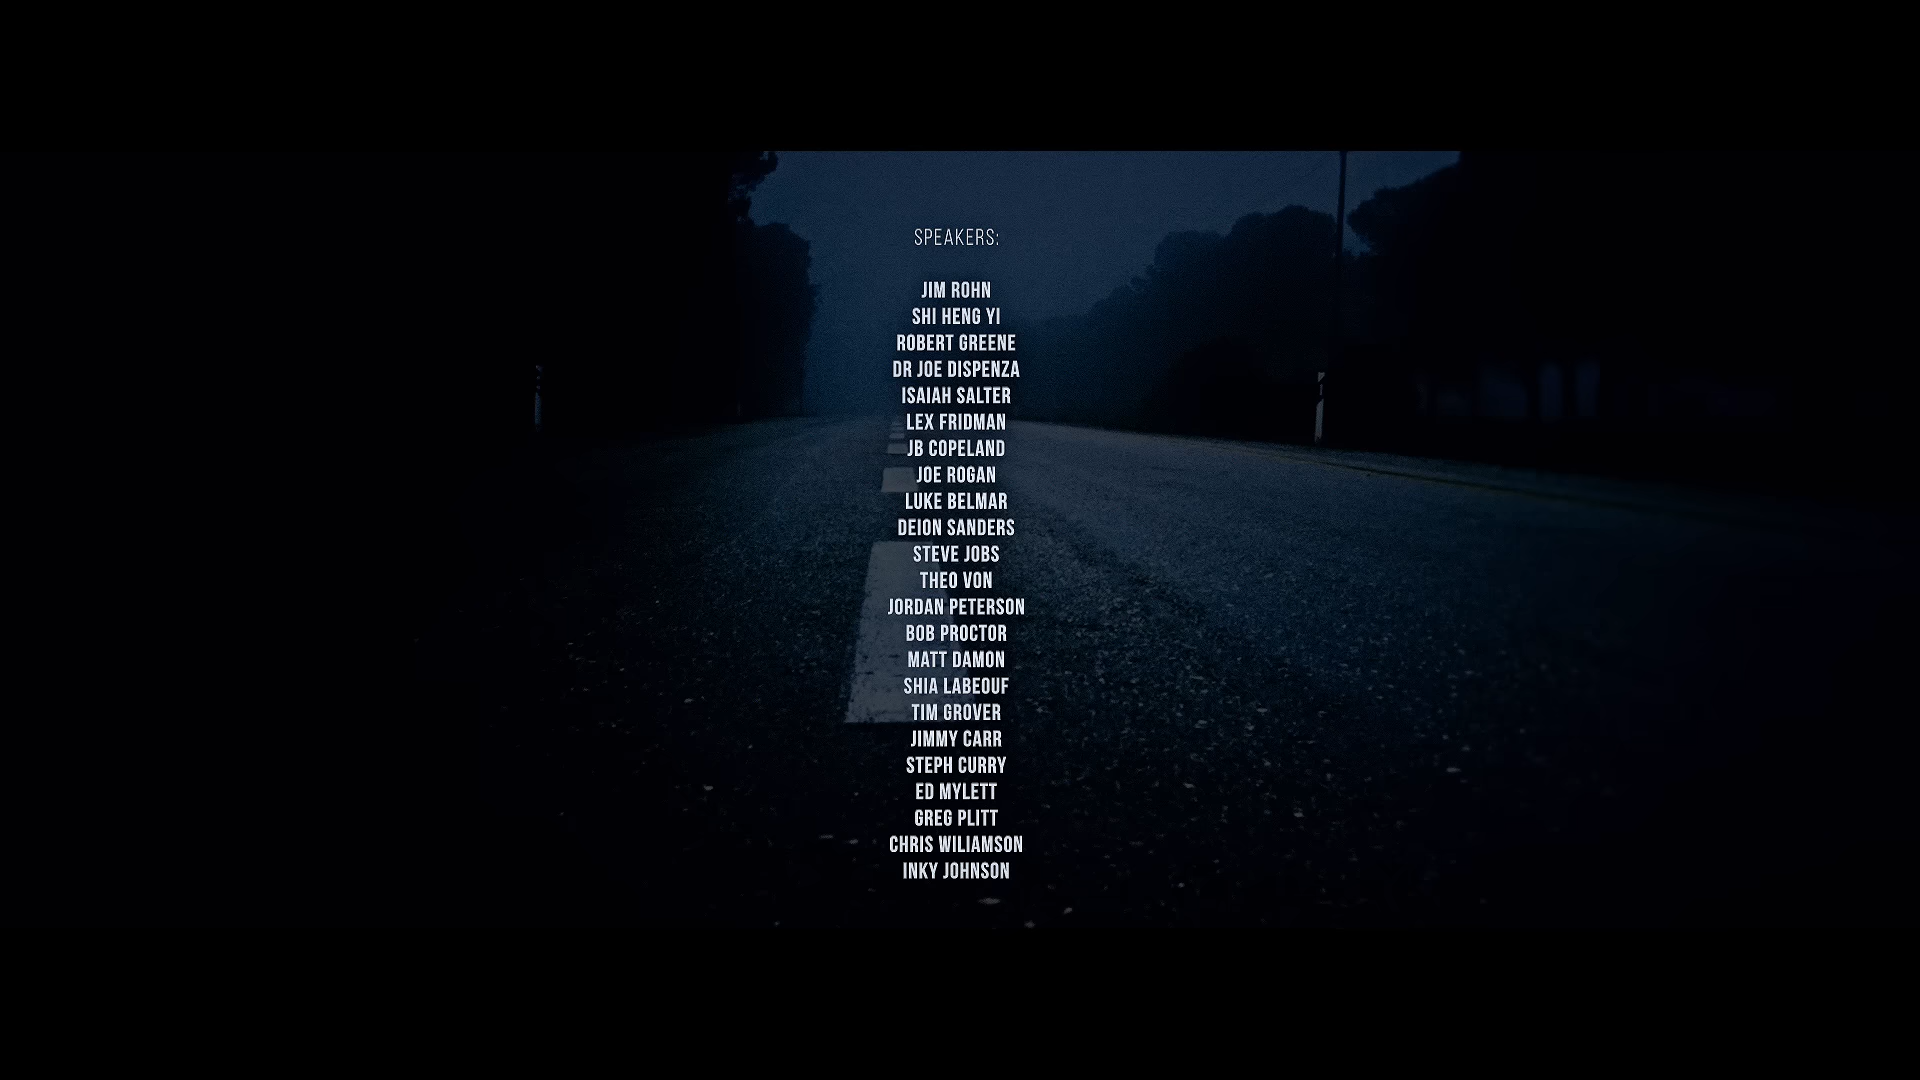 SPEAKERS:
JIM ROHN
SHI HENG YI
ROBERT GREENE
DR JOE DISPENZA
ISAIAH SALTER
LEX FRIDMAN
JB COPELAND
JOE ROGAN
LUKE BELMAR
DEION SANDERS
STEVE JOBS
THEO VON
JORDAN PETERSON
BOB PROCTOR
MATT DAMON
SHIA LABEOUF
TIM GROVER
JIMMY CARR
STEPH CURRY
ED MYLETT
GREG PLITT
CHRIS WILIAMSON
INKY JOHNSON